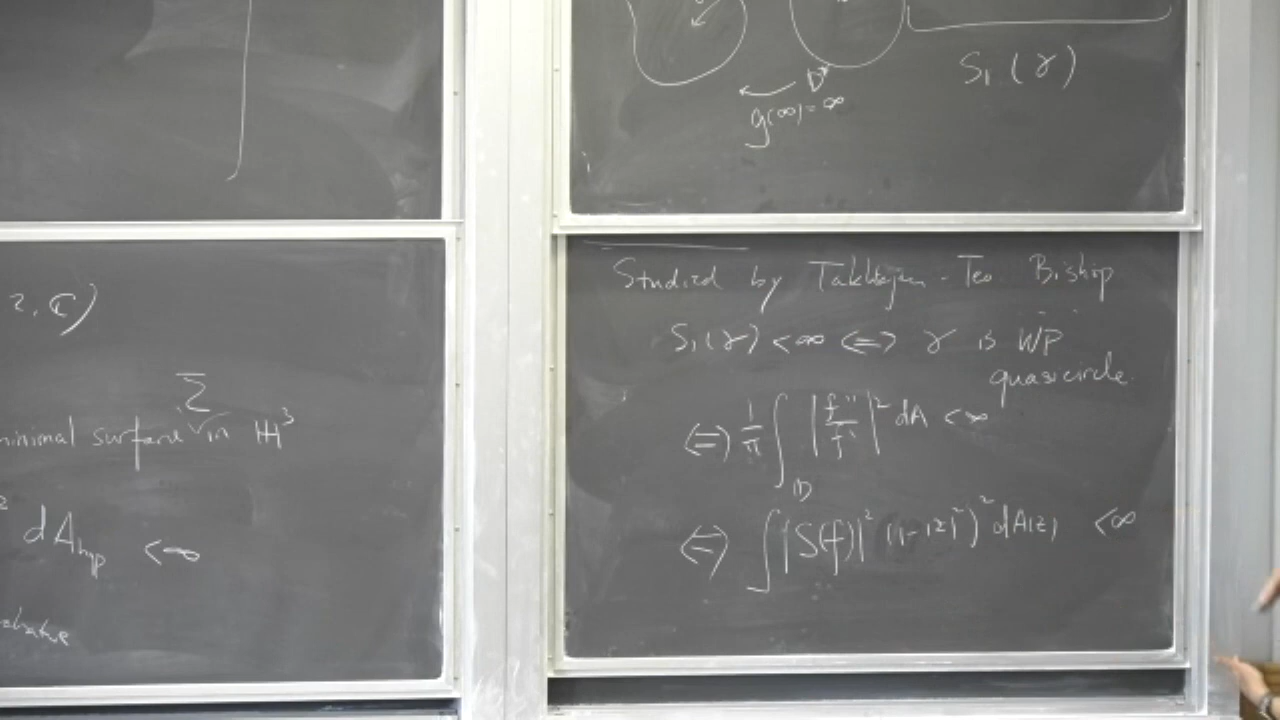 2, ℂ)
Σ
minimal surface in ℍ³
² dA_hyp < ∞
g(∞) = ∞
𝔻
S₁(γ)
Studied by Takhtajan - Teo. Bishop
S₁(γ) < ∞ ⟺ γ is WP
quasicircle.
⟺ 1/π ∫_𝔻 |f''/f'|² dA < ∞
⟺ ∫ |S(f)|² (1-|z|²)² dA(z) < ∞